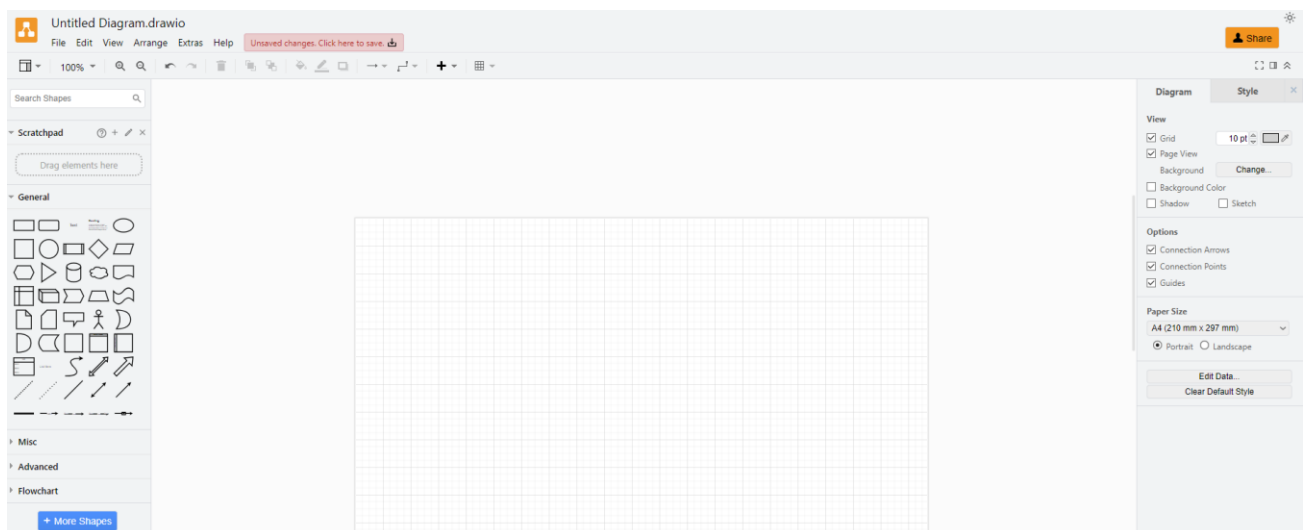 Untitled Diagram.drawio
File Edit View Arrange Extras Help Unsaved changes. Click here to save.
Share
100%
Search Shapes
Scratchpad
Drag elements here
General
Misc
Advanced
Flowchart
+ More Shapes
Diagram Style
View
Grid 10 pt
Page View
Background Change...
Background Color
Shadow Sketch
Options
Connection Arrows
Connection Points
Guides
Paper Size
A4 (210 mm x 297 mm)
Portrait Landscape
Edit Data...
Clear Default Style